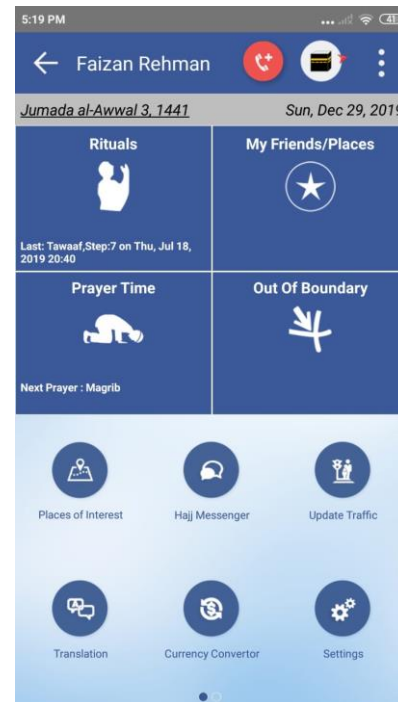 5:19 PM
... 41
Faizan Rehman
Jumada al-Awwal 3, 1441 Sun, Dec 29, 2019
Rituals
My Friends/Places
Last: Tawaaf,Step:7 on Thu, Jul 18,
2019 20:40
Prayer Time
Out Of Boundary
Next Prayer : Magrib
Places of Interest
Hajj Messenger
Update Traffic
Translation
Currency Convertor
Settings